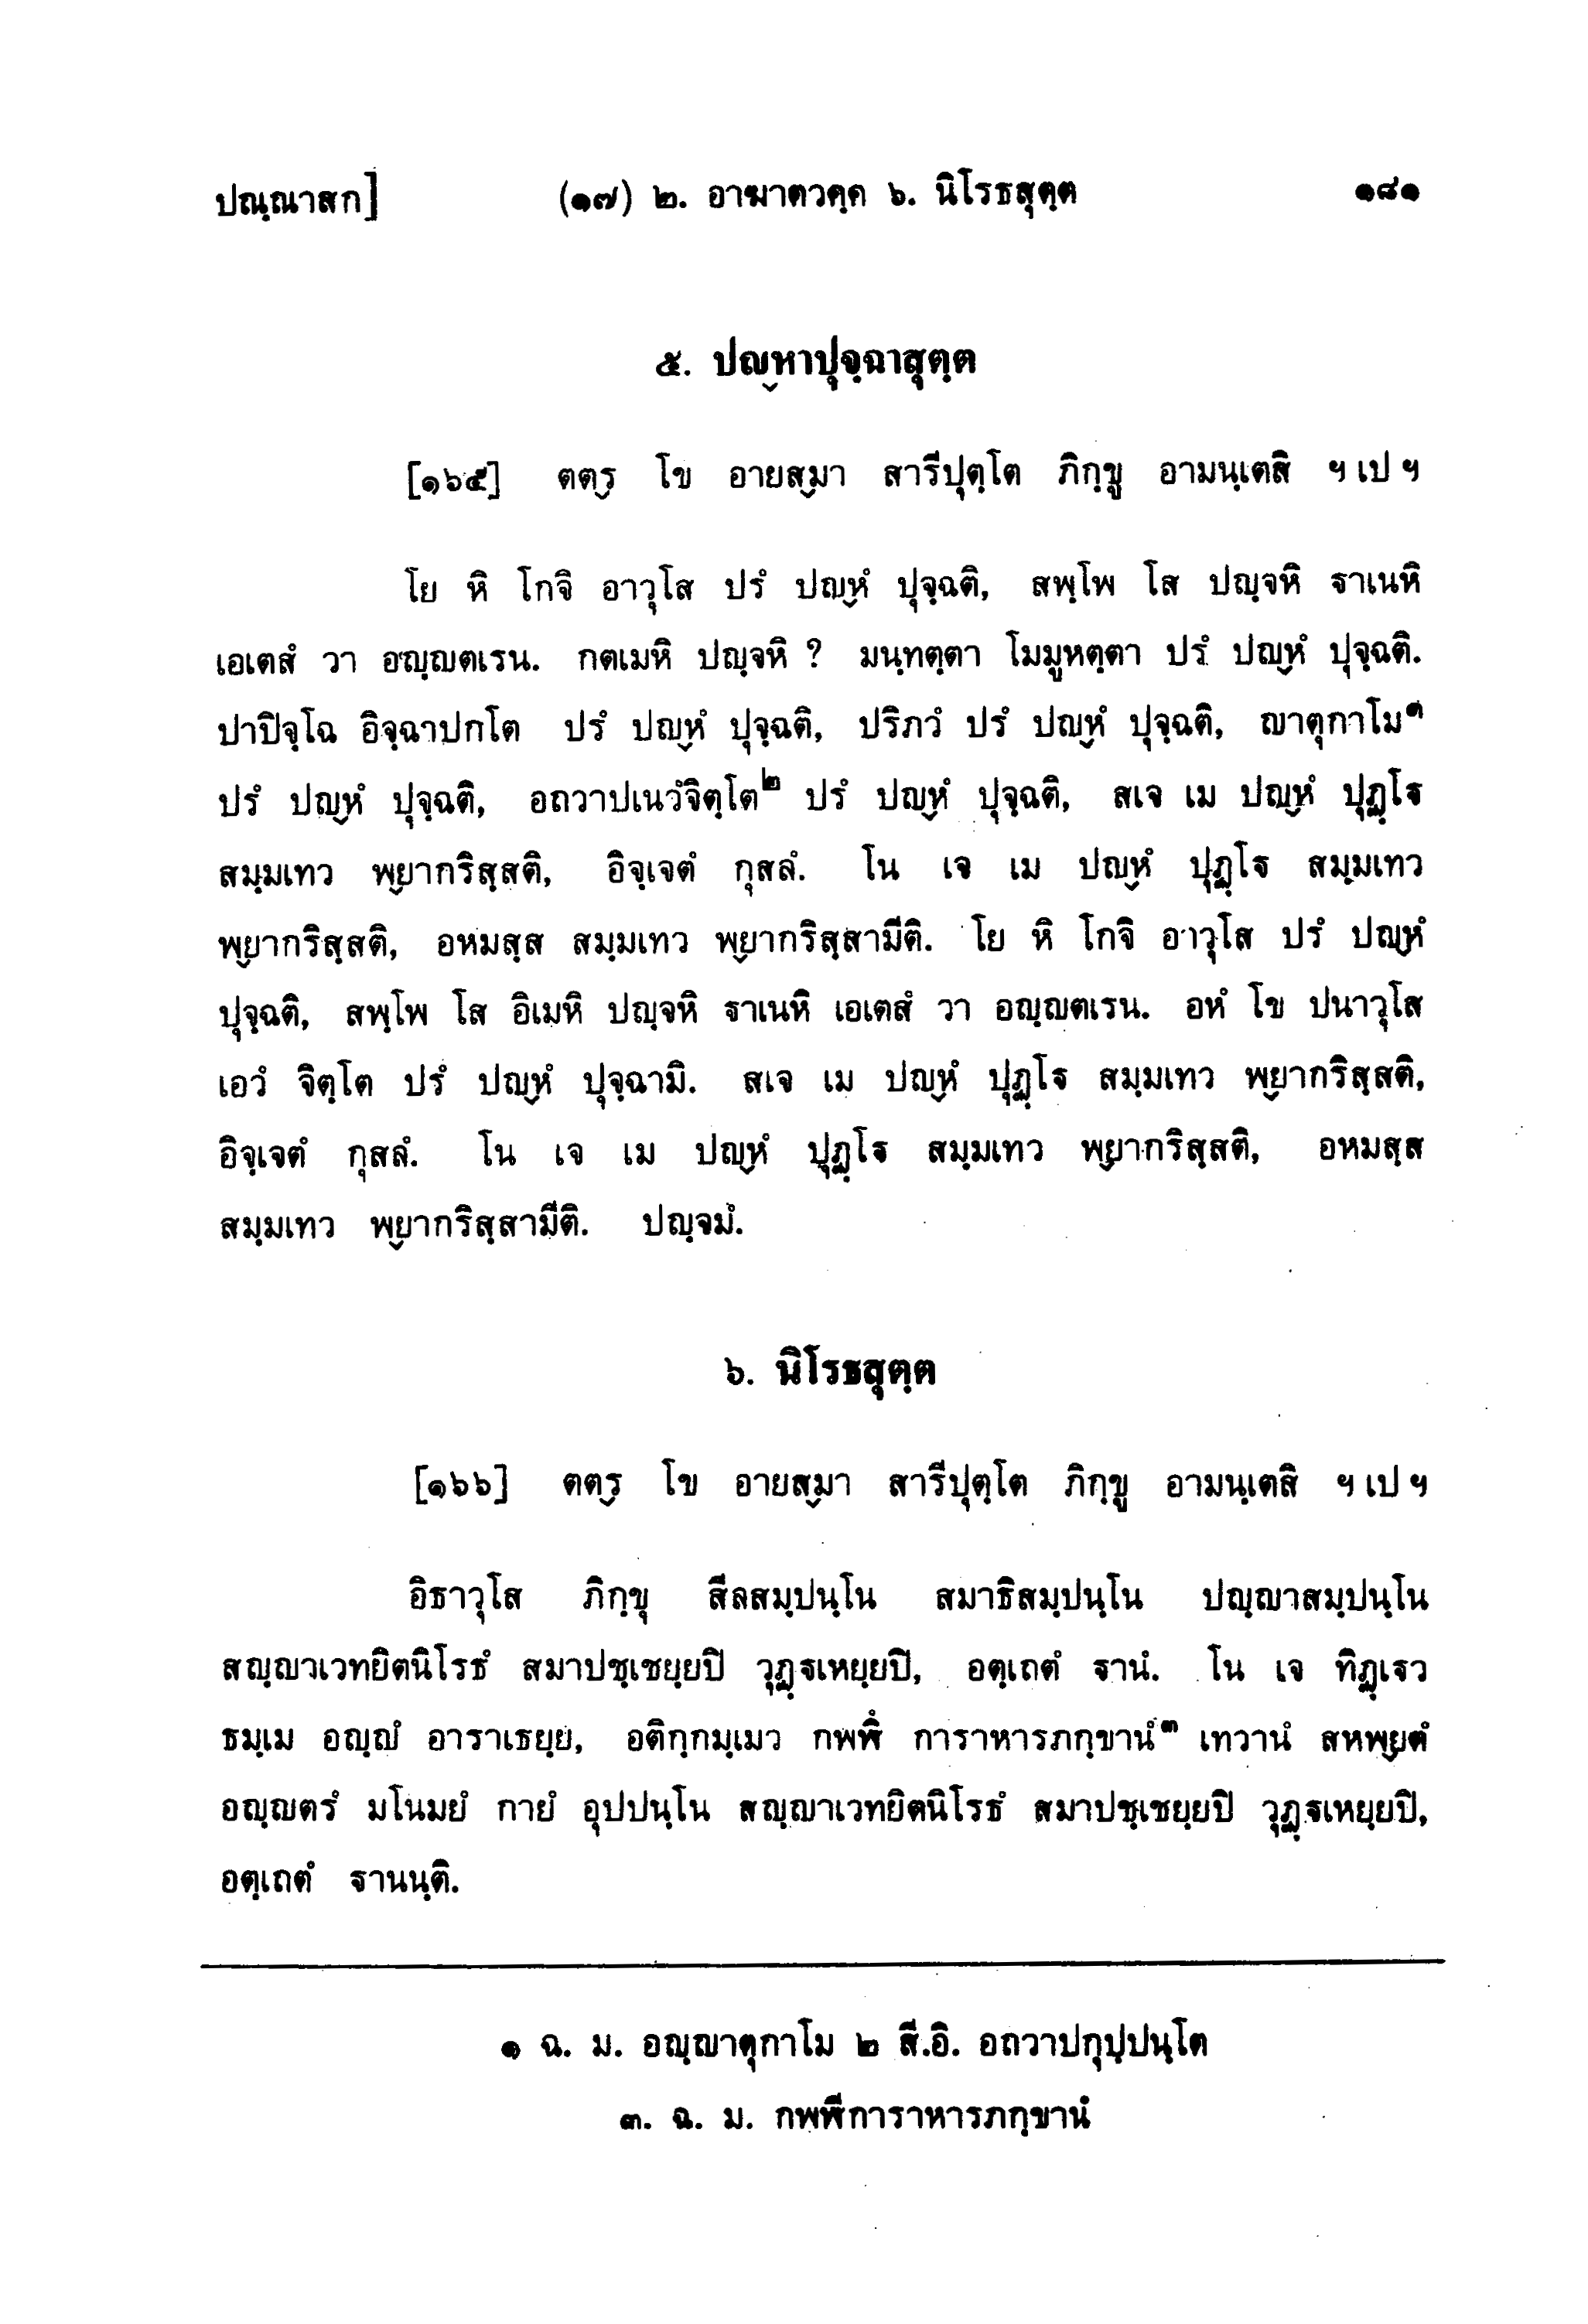 ปณฺณาสก]	(๑๗) ๒. อาฆาตวคฺค ๖. นิโรธสุตฺต	๑๘๑
๕. ปญ๎หาปุจฺฉาสุตฺต
[๑๖๕] ตต๎ร โข อายส๎มา สารีปุตฺโต ภิกฺขู อามนฺเตสิ ฯ เป ฯ
โย หิ โกจิ อาวุโส ปรํ ปญ๎หํ ปุจฺฉติ, สพฺโพ โส ปญฺจหิ ฐาเนหิ
เอเตสํ วา อญฺญตเรน. กตเมหิ ปญฺจหิ ? มนฺทตฺตา โมมูหตฺตา ปรํ ปญ๎หํ ปุจฺฉติ.
ปาปิจฺโฉ อิจฺฉาปกโต ปรํ ปญ๎หํ ปุจฺฉติ, ปริภวํ ปรํ ปญ๎หํ ปุจฺฉติ, ญาตุกาโม๑
ปรํ ปญ๎หํ ปุจฺฉติ, อถวาปเนวํจิตฺโต๒ ปรํ ปญ๎หํ ปุจฺฉติ, สเจ เม ปญ๎หํ ปุฏฺโฐ
สมฺมเทว พ๎ยากริสฺสติ, อิจฺเจตํ กุสลํ. โน เจ เม ปญ๎หํ ปุฏฺโฐ สมฺมเทว
พ๎ยากริสฺสติ, อหมสฺส สมฺมเทว พ๎ยากริสฺสามีติ. โย หิ โกจิ อาวุโส ปรํ ปญ๎หํ
ปุจฺฉติ, สพฺโพ โส อิเมหิ ปญฺจหิ ฐาเนหิ เอเตสํ วา อญฺญตเรน. อหํ โข ปนาวุโส
เอวํ จิตฺโต ปรํ ปญ๎หํ ปุจฺฉามิ. สเจ เม ปญ๎หํ ปุฏฺโฐ สมฺมเทว พ๎ยากริสฺสติ,
อิจฺเจตํ กุสลํ. โน เจ เม ปญ๎หํ ปุฏฺโฐ สมฺมเทว พ๎ยากริสฺสติ, อหมสฺส
สมฺมเทว พ๎ยากริสฺสามีติ. ปญฺจมํ.
๖. นิโรธสุตฺต
[๑๖๖] ตต๎ร โข อายส๎มา สารีปุตฺโต ภิกฺขู อามนฺเตสิ ฯ เป ฯ
อิธาวุโส ภิกฺขุ สีลสมฺปนฺโน สมาธิสมฺปนฺโน ปญฺญาสมฺปนฺโน
สญฺญาเวทยิตนิโรธํ สมาปชฺเชยฺยปิ วุฏฺฐเหยฺยปิ, อตฺเถตํ ฐานํ. โน เจ ทิฏฺเฐว
ธมฺเม อญฺญํ อาราเธยฺย, อติกฺกมฺเมว กพพึ การาหารภกฺขานํ๓ เทวานํ สหพ๎ยตํ
อญฺญตรํ มโนมยํ กายํ อุปปนฺโน สญฺญาเวทยิตนิโรธํ สมาปชฺเชยฺยปิ วุฏฺฐเหยฺยปิ,
อตฺเถตํ ฐานนฺติ.
๑ ฉ. ม. อญฺญาตุกาโม ๒ สี.อิ. อถวาปกุปฺปนฺโต
๓. ฉ. ม. กพพีการาหารภกฺขานํ